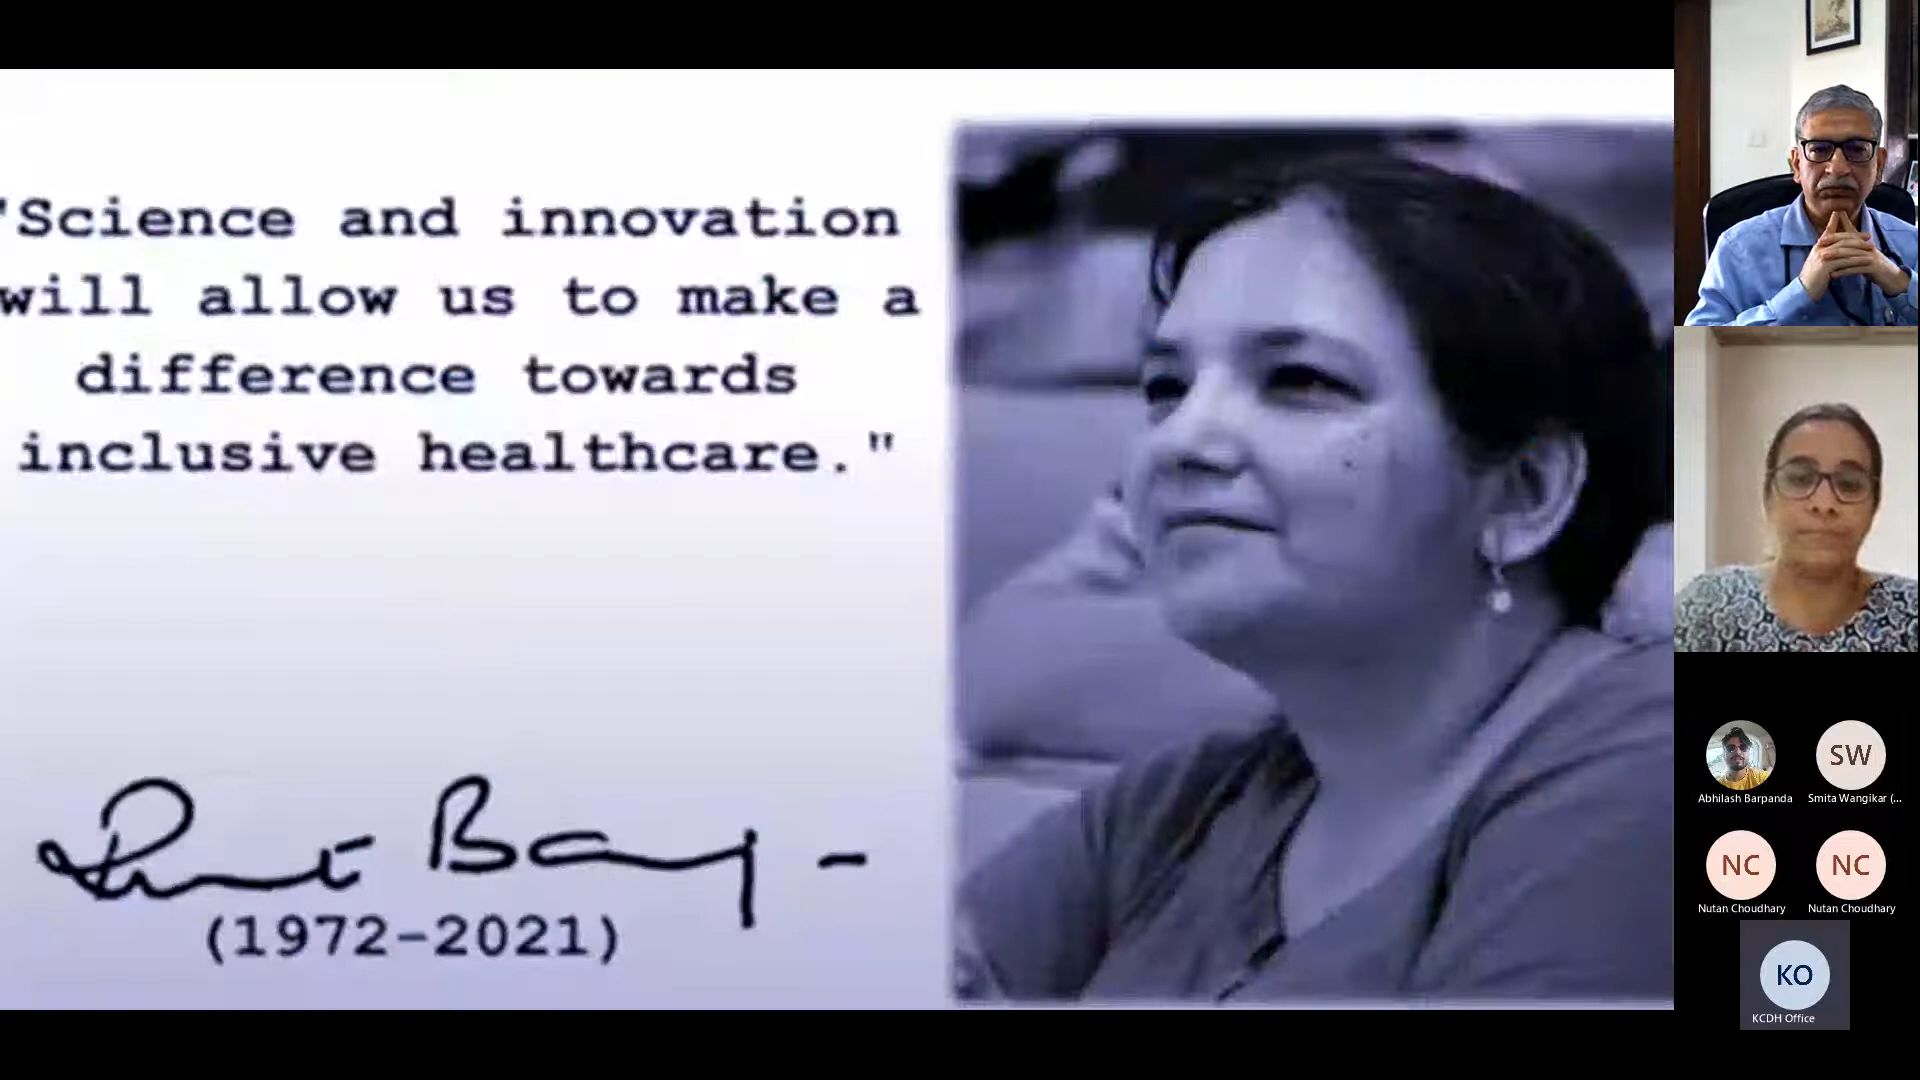 "Science and innovation
will allow us to make a
difference towards
inclusive healthcare."
(1972-2021)
Abhilash Barpanda
SW
Smita Wangikar (...
NC
Nutan Choudhary
NC
Nutan Choudhary
KO
KCDH Office